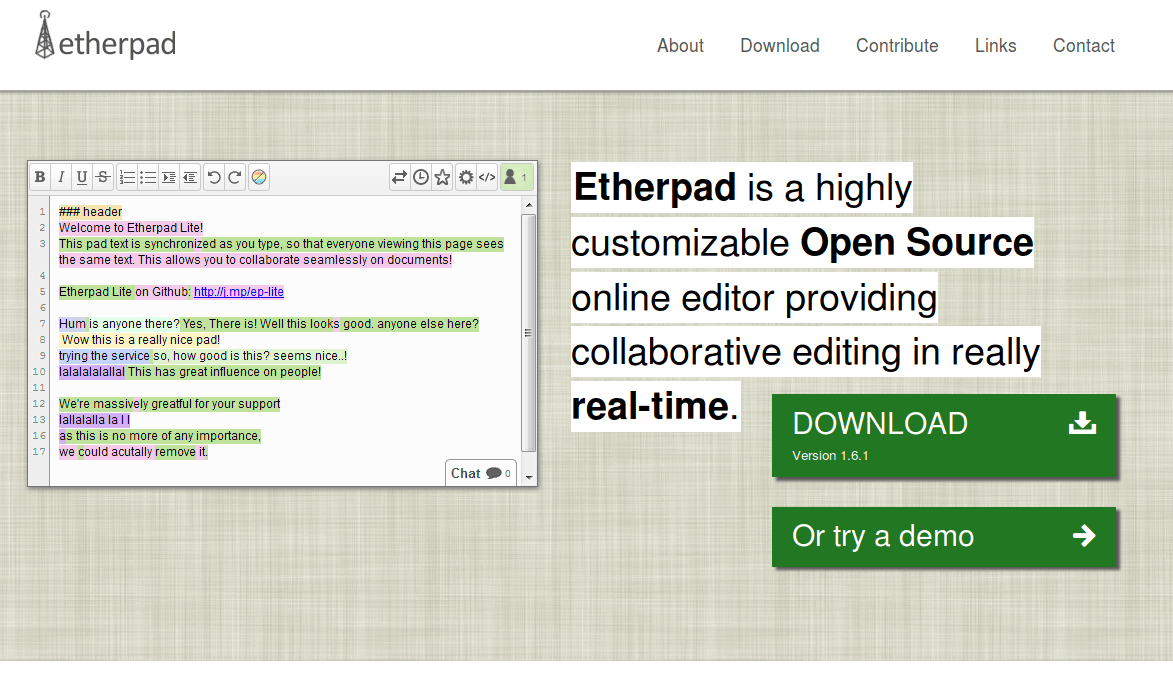 etherpad
About Download Contribute Links Contact
B I U S 1
1 ### header
2 Welcome to Etherpad Lite!
3 This pad text is synchronized as you type, so that everyone viewing this page sees
the same text. This allows you to collaborate seamlessly on documents!
4
5 Etherpad Lite on Github: http://j.mp/ep-lite
6
7 Hum is anyone there? Yes, There is! Well this looks good. anyone else here?
8 Wow this is a really nice pad!
9 trying the service so, how good is this? seems nice..!
10 lalalalalallal This has great influence on people!
11
12 We're massively greatful for your support
13 lallalalla la l l
16 as this is no more of any importance,
17 we could acutally remove it.
Chat 0
Etherpad is a highly
customizable Open Source
online editor providing
collaborative editing in really
real-time.
DOWNLOAD
Version 1.6.1
Or try a demo